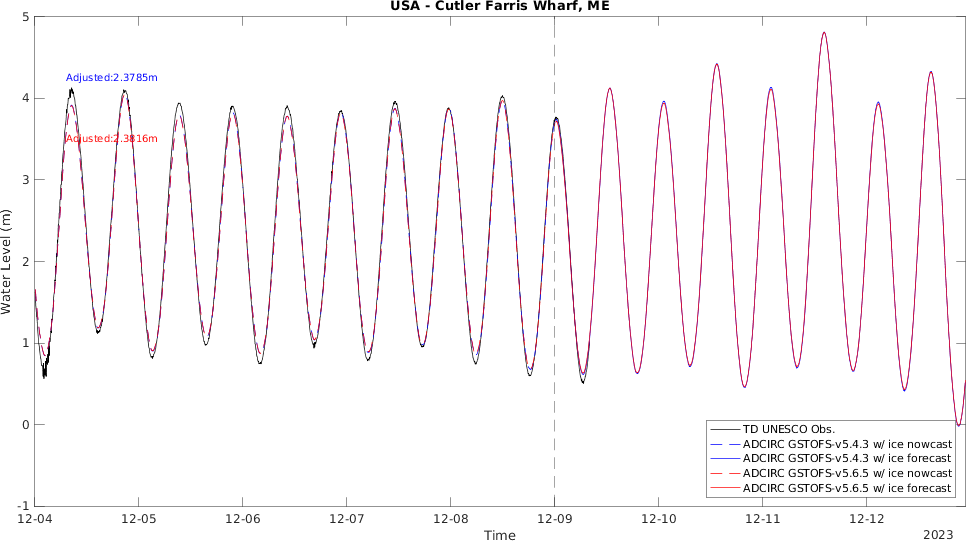 USA - Cutler Farris Wharf, ME
5
4
3
2
1
0
-1
Water Level (m)
Adjusted:2.3785m
Adjusted:2.3816m
TD UNESCO Obs.
ADCIRC GSTOFS-v5.4.3 w/ ice nowcast
ADCIRC GSTOFS-v5.4.3 w/ ice forecast
ADCIRC GSTOFS-v5.6.5 w/ ice nowcast
ADCIRC GSTOFS-v5.6.5 w/ ice forecast
12-04 12-05 12-06 12-07 12-08 12-09 12-10 12-11 12-12
Time
2023